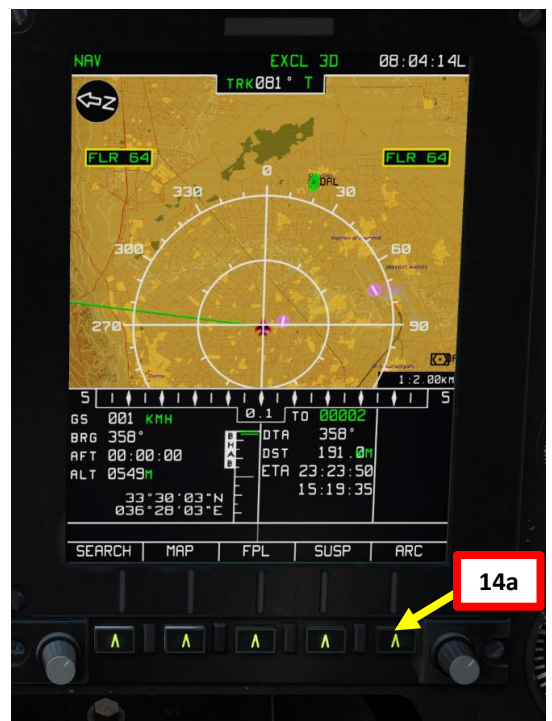 NAV EXCL 3D 08:04:14L
TRK081° T
N
FLR 64 FLR 64
0
DAL
330 30
300 60
270 90
1:2.00KM
5 5
0.1
GS 001 KMH TO 00002
BRG 358° DTA 358°
AFT 00:00:00 DST 191.0M
ALT 0549M ETA 23:23:50
15:19:35
B
H
A
B
33°30'03"N
036°28'03"E
SEARCH MAP FPL SUSP ARC
14a